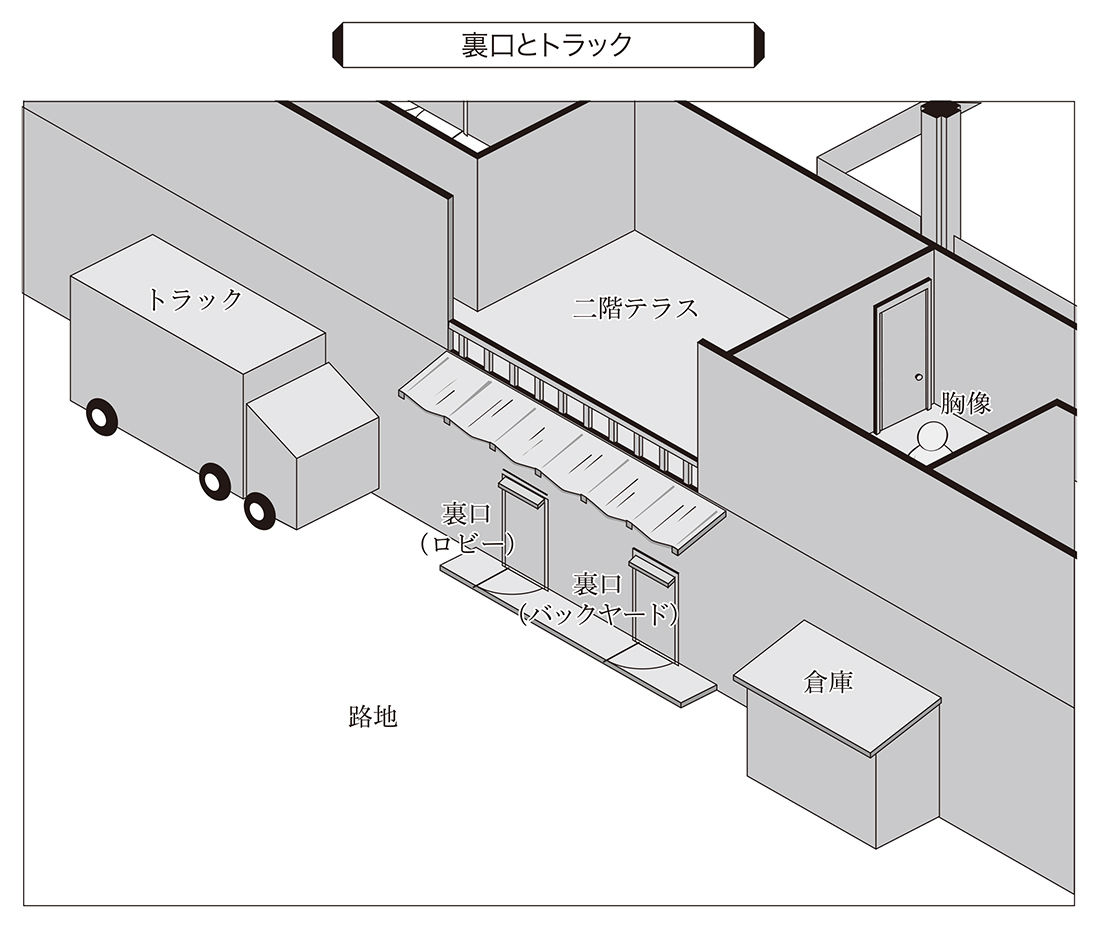 裏口とトラック
トラック
二階テラス
胸像
裏口
(ロビー)
裏口
(バックヤード)
倉庫
路地